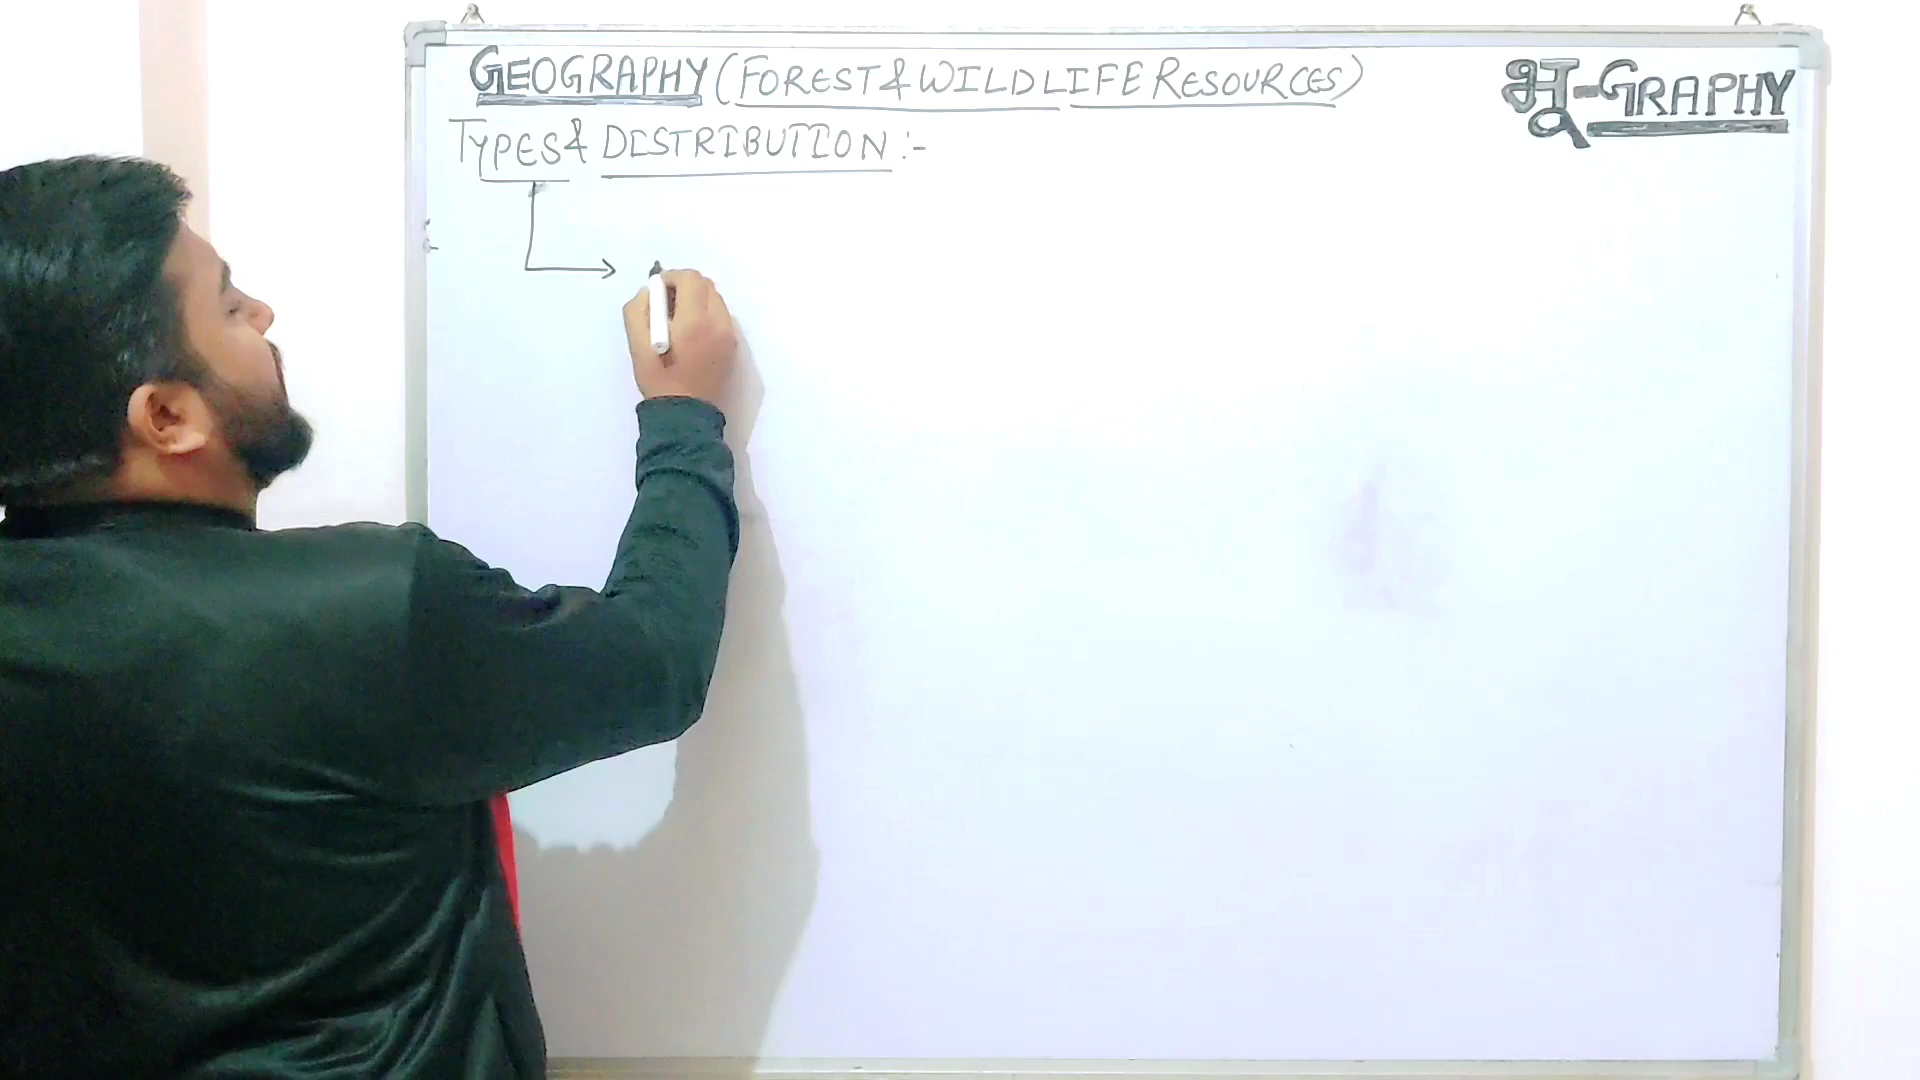 GEOGRAPHY (FOREST & WILDLIFE RESOURCES)
भू-GRAPHY
TYPES & DISTRIBUTION :-